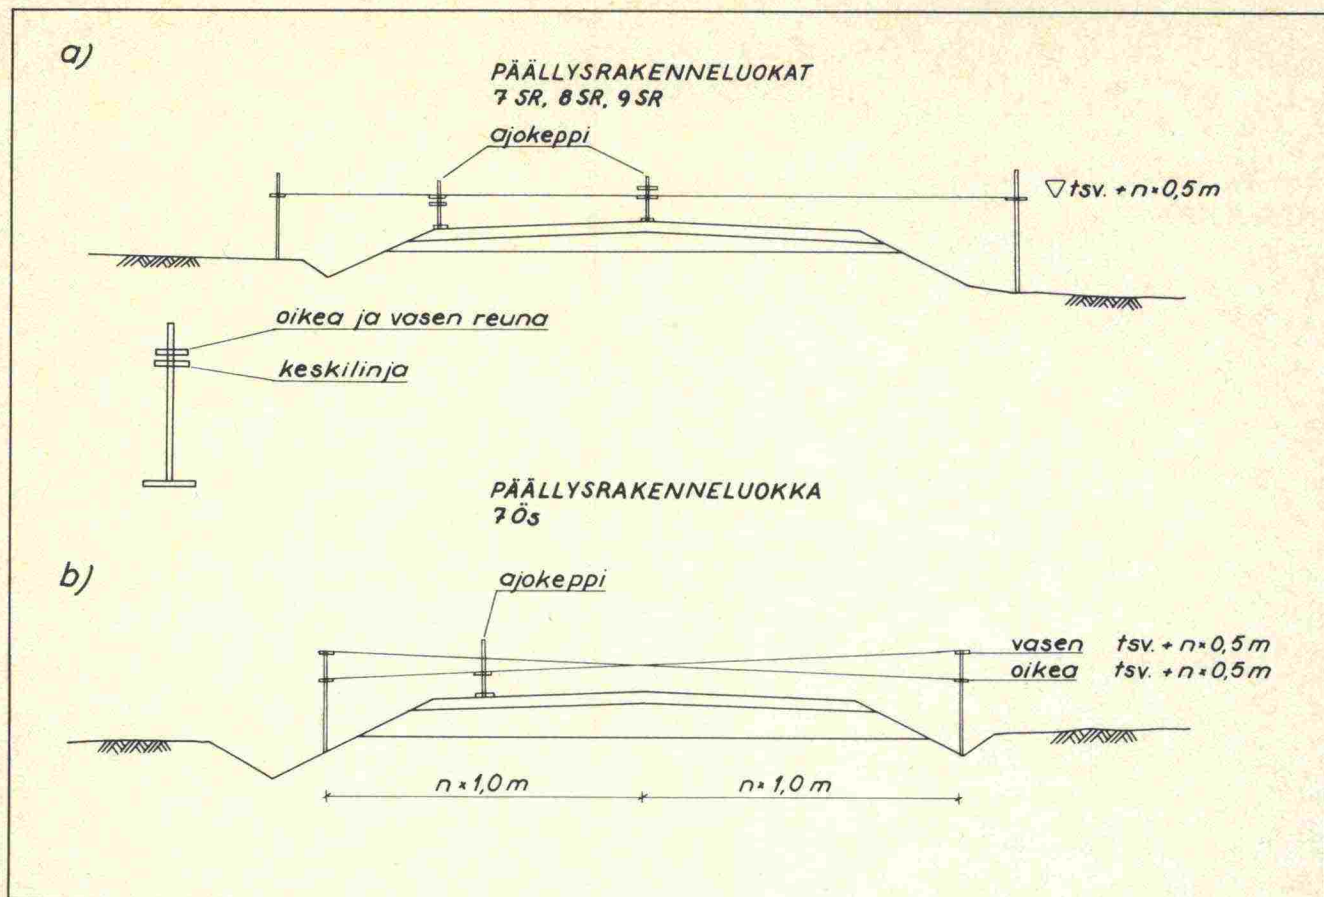 a)
PÄÄLLYSRAKENNELUOKAT
7 SR, 8 SR, 9 SR
ajokeppi
▽ tsv. + n×0,5 m
oikea ja vasen reuna
keskilinja
PÄÄLLYSRAKENNELUOKKA
7 Ös
b)
ajokeppi
vasen tsv. + n×0,5 m
oikea tsv. + n×0,5 m
n×1,0 m n×1,0 m